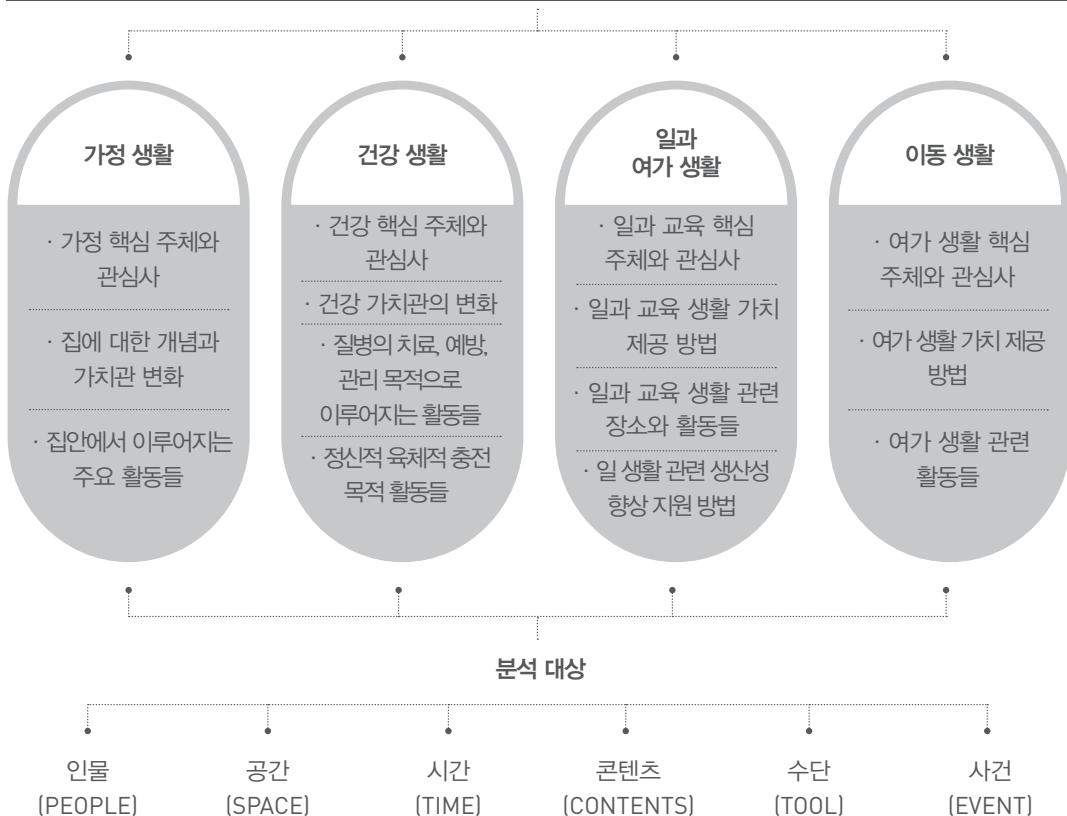 가정 생활
· 가정 핵심 주체와
관심사
· 집에 대한 개념과
가치관 변화
· 집안에서 이루어지는
주요 활동들
건강 생활
· 건강 핵심 주체와
관심사
· 건강 가치관의 변화
· 질병의 치료, 예방,
관리 목적으로
이루어지는 활동들
· 정신적 육체적 충전
목적 활동들
일과
여가 생활
· 일과 교육 핵심
주체와 관심사
· 일과 교육 생활 가치
제공 방법
· 일과 교육 생활 관련
장소와 활동들
· 일 생활 관련 생산성
향상 지원 방법
이동 생활
· 여가 생활 핵심
주체와 관심사
· 여가 생활 가치 제공
방법
· 여가 생활 관련
활동들
분석 대상
인물
(PEOPLE)
공간
(SPACE)
시간
(TIME)
콘텐츠
(CONTENTS)
수단
(TOOL)
사건
(EVENT)